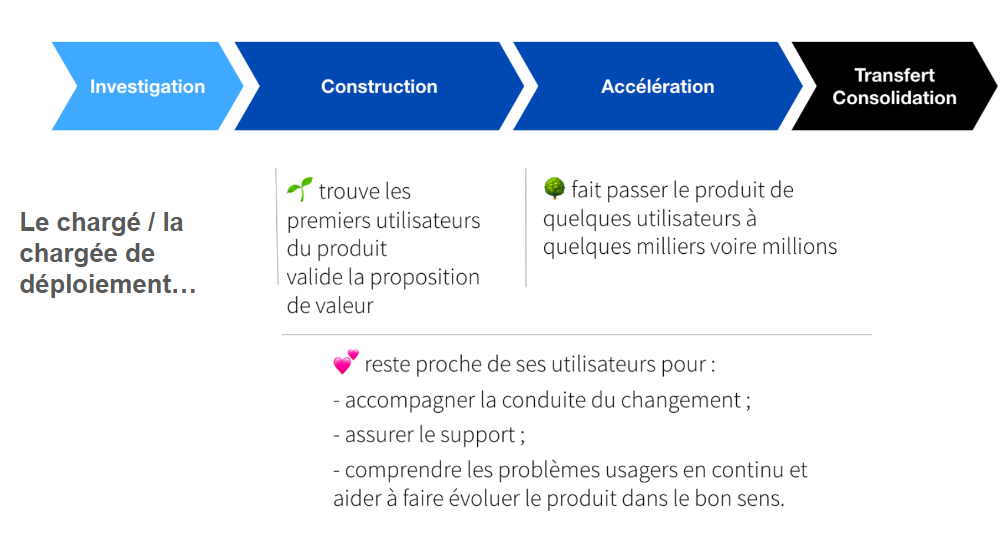 Investigation
Construction
Accélération
Transfert
Consolidation
Le chargé / la
chargée de
déploiement…
🌱 trouve les
premiers utilisateurs
du produit
valide la proposition
de valeur
🌳 fait passer le produit de
quelques utilisateurs à
quelques milliers voire millions
💕 reste proche de ses utilisateurs pour :
- accompagner la conduite du changement ;
- assurer le support ;
- comprendre les problèmes usagers en continu et
aider à faire évoluer le produit dans le bon sens.